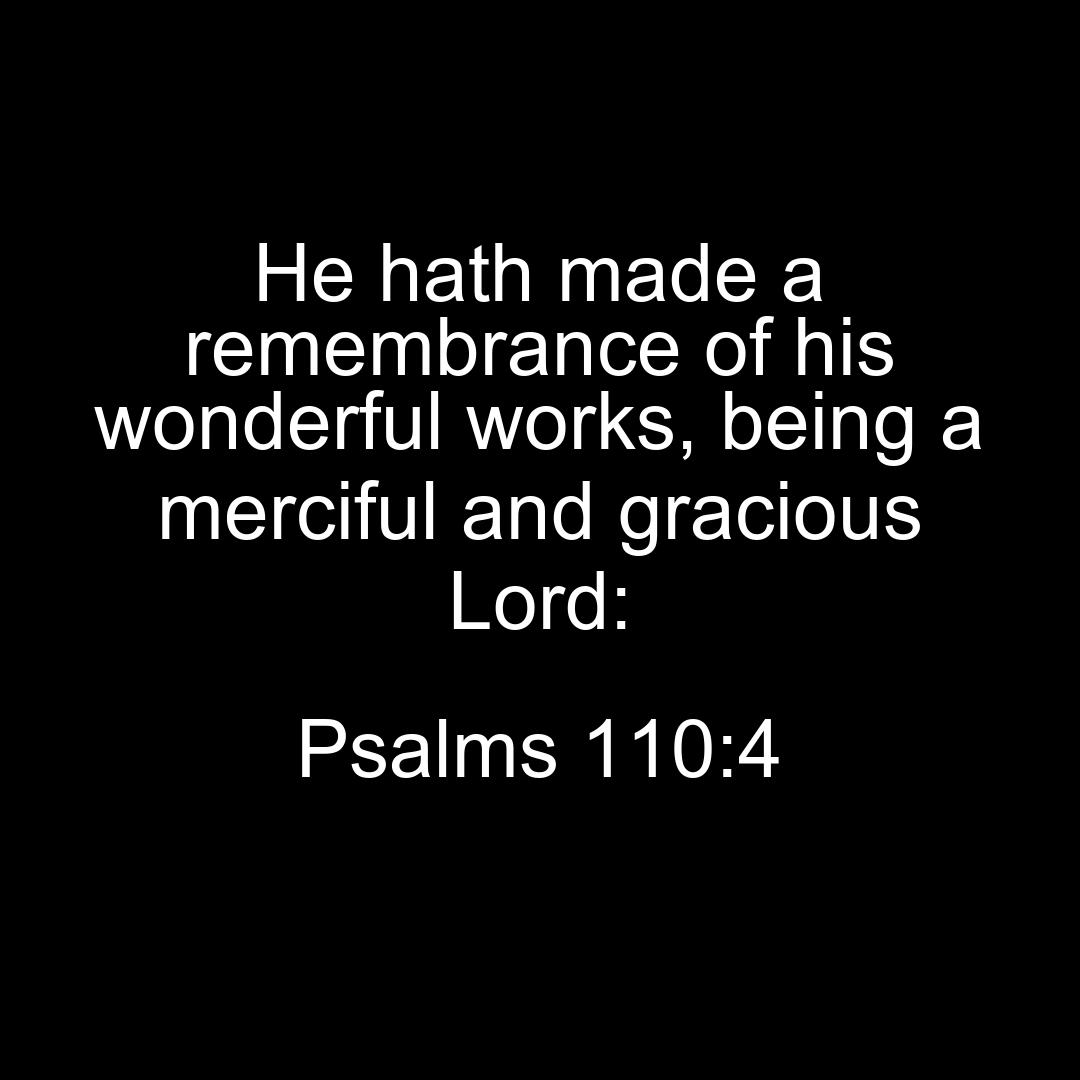 He hath made a
remembrance of his
wonderful works, being a
merciful and gracious
Lord:
Psalms 110:4